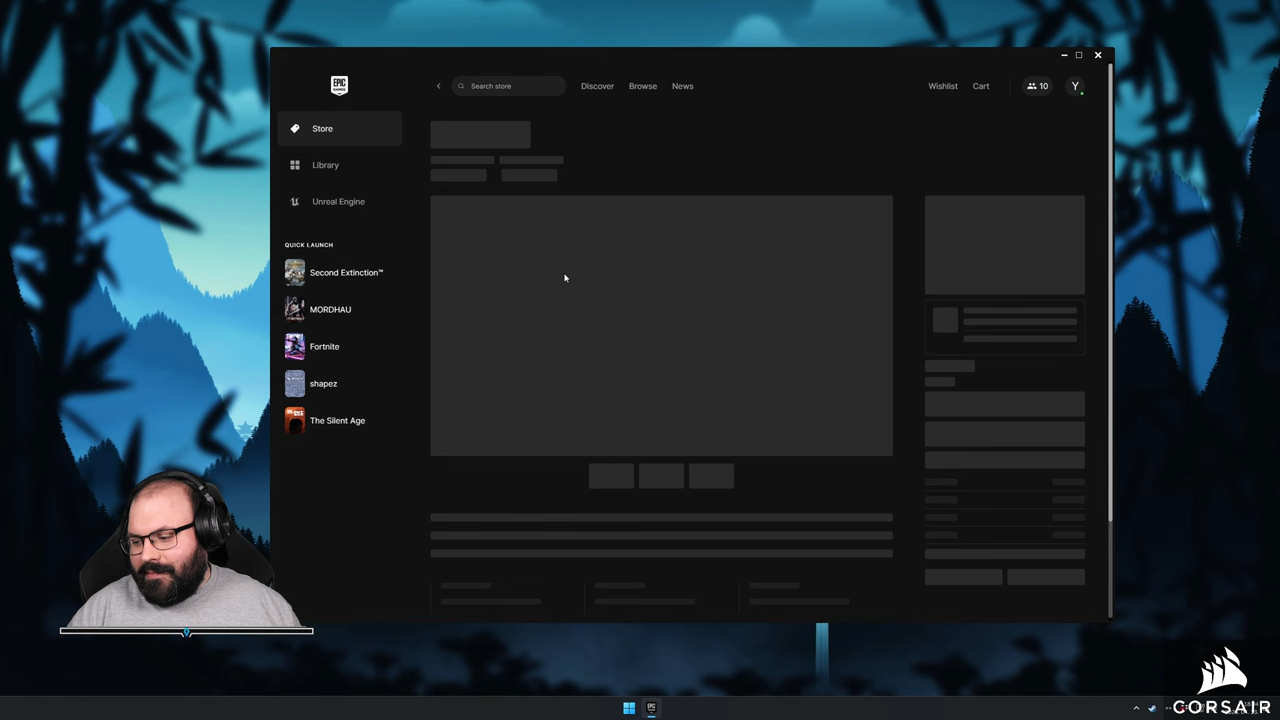 EPIC
GAMES
Search store
Discover
Browse
News
Wishlist
Cart
10
Y
Store
Library
Unreal Engine
QUICK LAUNCH
Second Extinction™
MORDHAU
Fortnite
shapez
The Silent Age
EPIC
CORSAIR